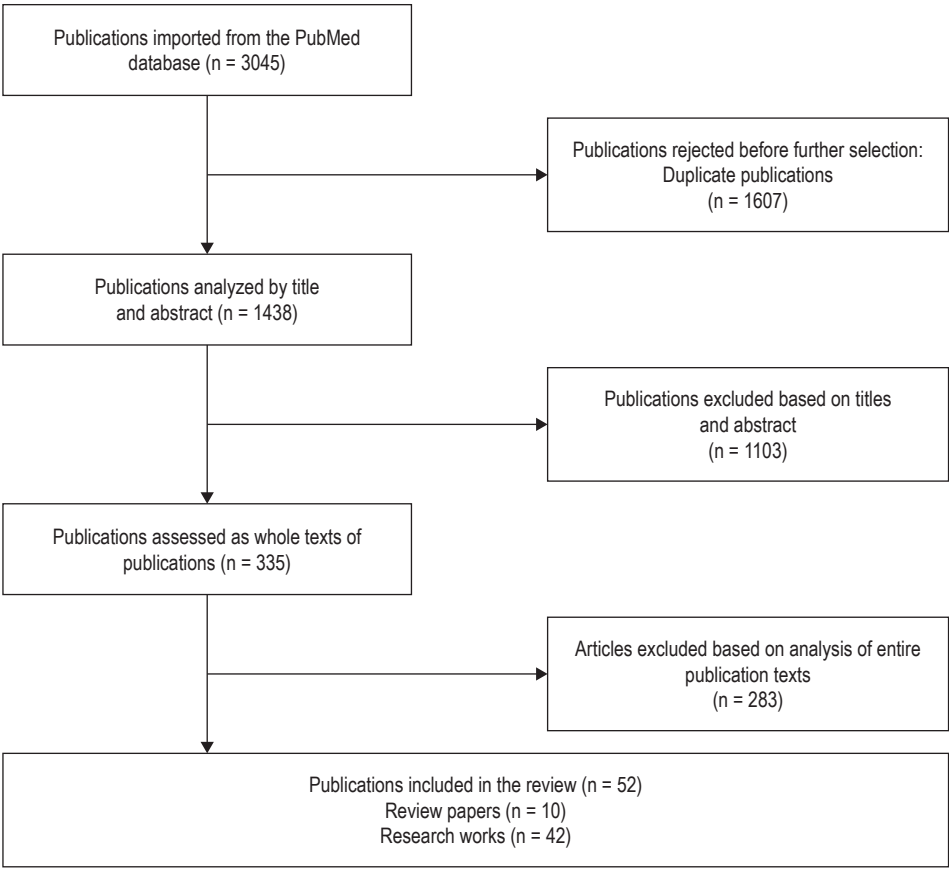 Publications imported from the PubMed
database (n = 3045)
Publications rejected before further selection:
Duplicate publications
(n = 1607)
Publications analyzed by title
and abstract (n = 1438)
Publications excluded based on titles
and abstract
(n = 1103)
Publications assessed as whole texts of
publications (n = 335)
Articles excluded based on analysis of entire
publication texts
(n = 283)
Publications included in the review (n = 52)
Review papers (n = 10)
Research works (n = 42)